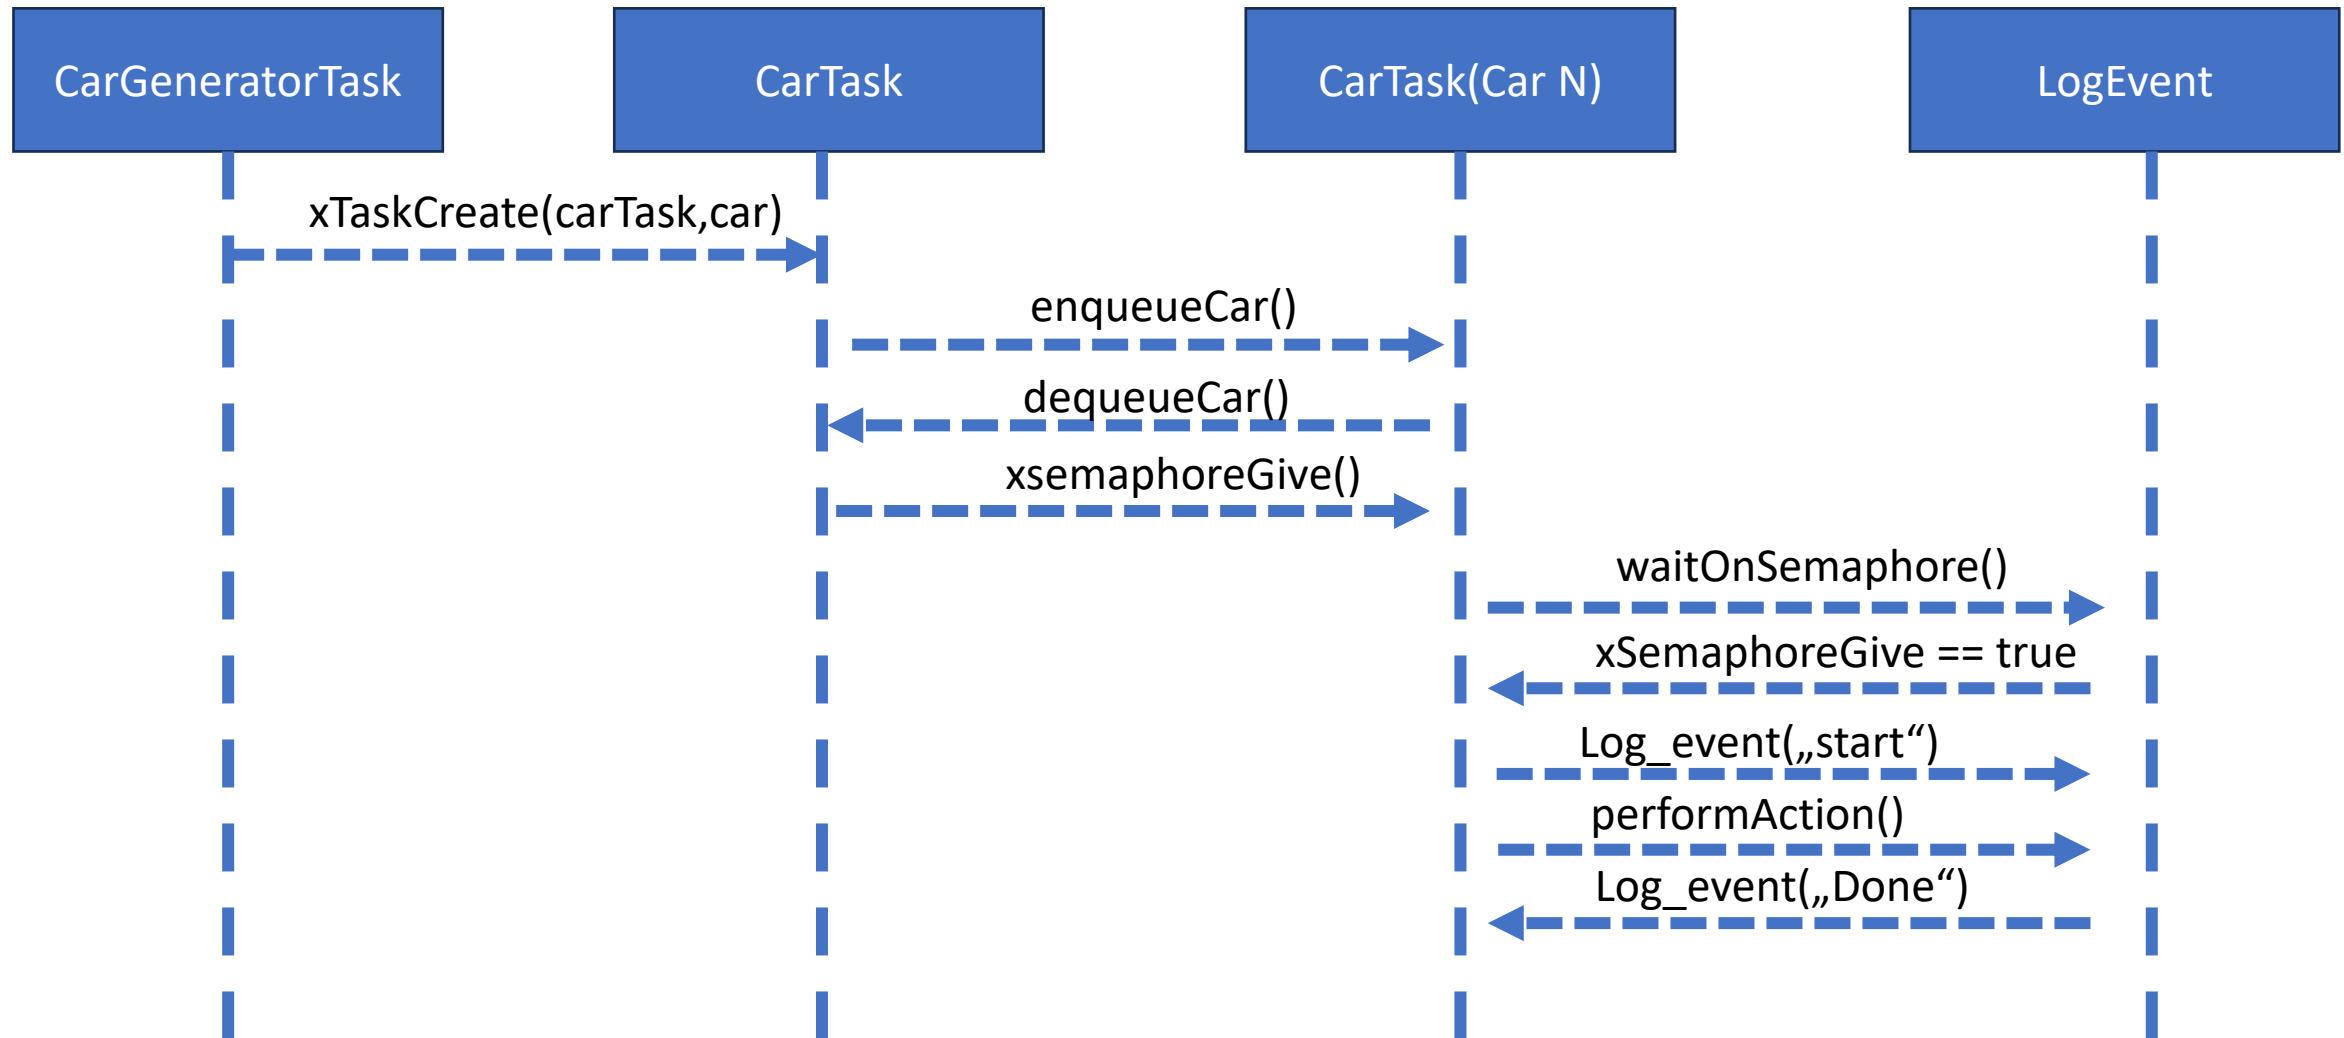 CarGeneratorTask
CarTask
CarTask(Car N)
LogEvent
xTaskCreate(carTask,car)
enqueueCar()
dequeueCar()
xsemaphoreGive()
waitOnSemaphore()
xSemaphoreGive == true
Log_event(„start“)
performAction()
Log_event(„Done“)